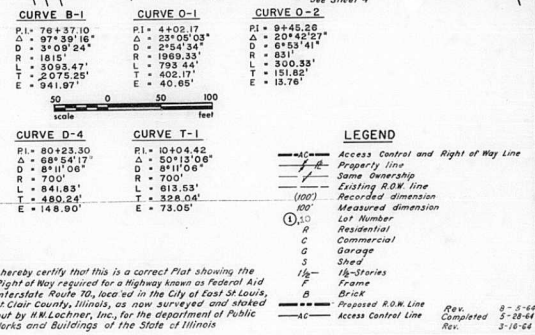 See Sheet 4
CURVE B-1
P.I. = 76+37.10
Δ = 97°39'16"
D = 3°09'24"
R = 1815'
L = 3093.47'
T = 2075.25'
E = 941.97'
CURVE O-1
P.I = 4+02.17
Δ = 23°05'03"
D = 2°54'34"
R = 1969.33'
L = 793.44'
T = 402.17'
E = 40.65'
CURVE O-2
P.I = 9+45.26
Δ = 20°42'27"
D = 6°53'41"
R = 831'
L = 300.33'
T = 151.82'
E = 13.76'
50 0 50 100
scale feet
CURVE D-4
P.I. = 80+23.30
Δ = 68°54'17"
D = 8°11'06"
R = 700'
L = 841.83'
T = 480.24'
E = 148.90'
CURVE T-1
P.I. = 10+04.42
Δ = 50°13'06"
D = 8°11'06"
R = 700'
L = 613.53'
T = 328.04'
E = 73.05'
LEGEND
AC Access Control and Right of Way Line
Property line
Same Ownership
Existing R.O.W. line
(100') Recorded dimension
100' Measured dimension
1,10 Lot Number
R Residential
C Commercial
G Garage
S Shed
1½- 1½-Stories
F Frame
B Brick
Proposed R.O.W. Line
AC Access Control Line
hereby certify that this is a correct Plat showing the
Right of Way required for a Highway known as Federal Aid
Interstate Route 70, located in the City of East St. Louis,
St. Clair County, Illinois, as now surveyed and staked
out by H.W. Lochner, Inc., for the department of Public
Works and Buildings of the State of Illinois
Rev. 8-5-64
Completed 5-28-64
Rev. 3-16-64